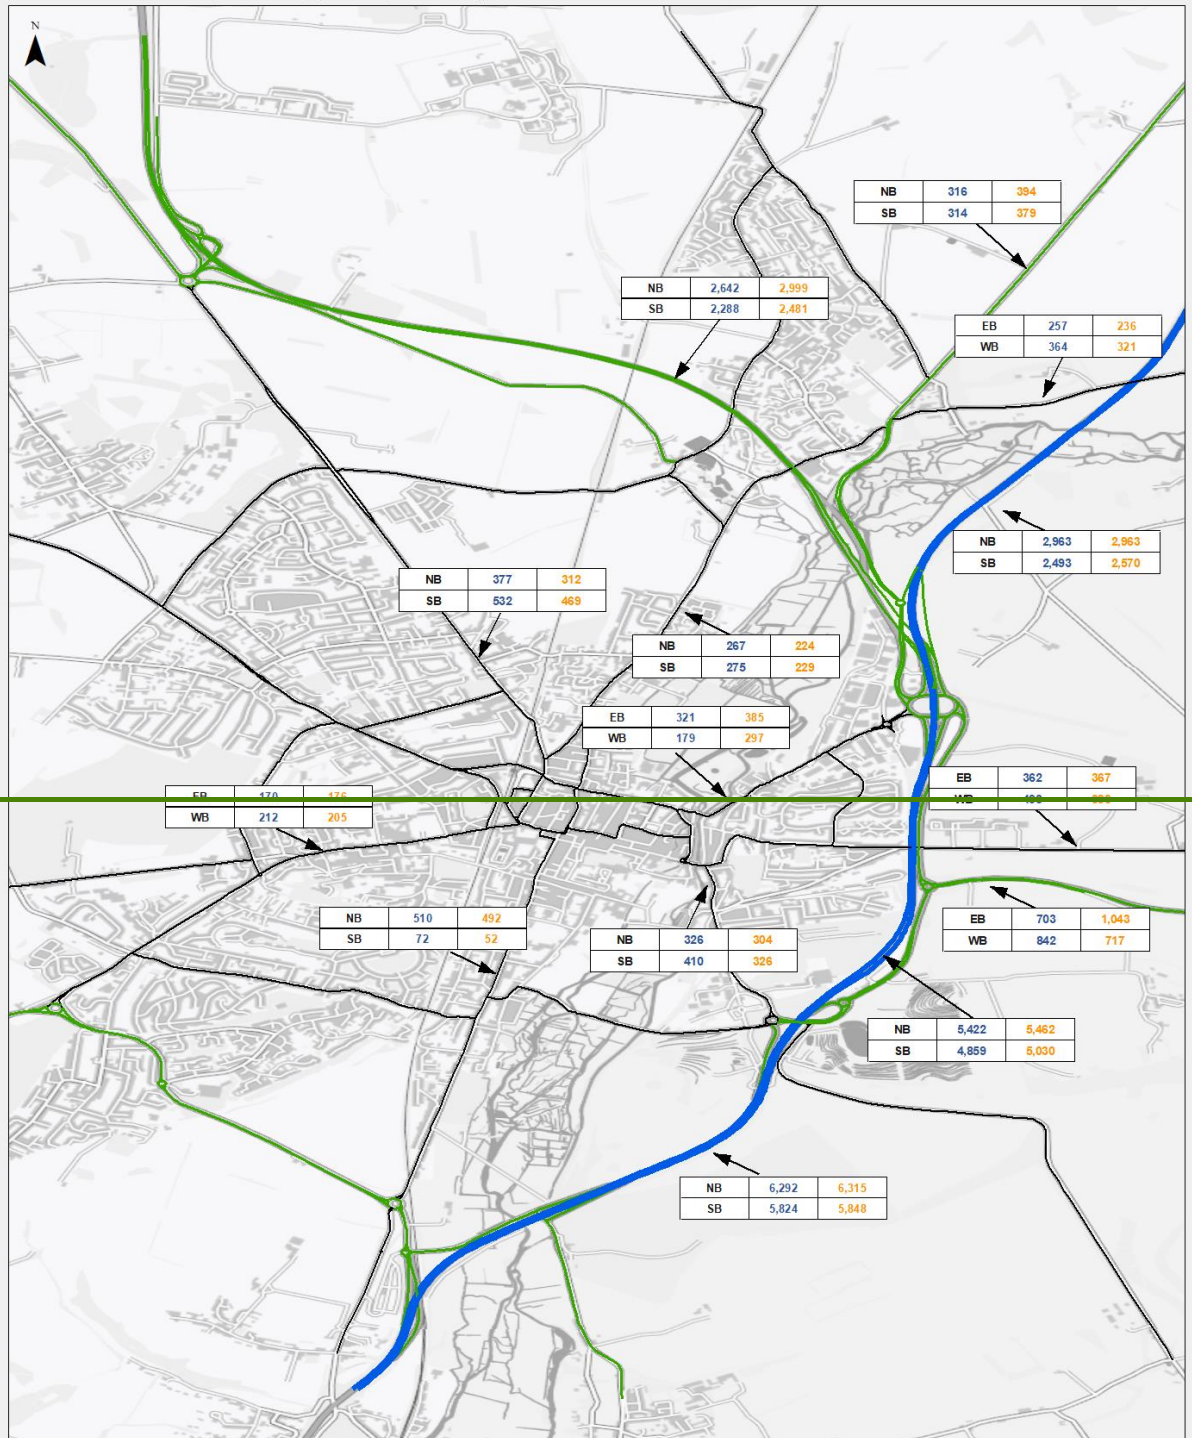 N
NB 316 394
SB 314 379
NB 2,642 2,999
SB 2,288 2,481
EB 257 236
WB 364 321
NB 2,963 2,963
SB 2,493 2,570
NB 377 312
SB 532 469
NB 267 224
SB 275 229
EB 321 385
WB 179 297
EB 362 367
WB
EB 170 176
WB 212 205
NB 510 492
SB 72 52
NB 326 304
SB 410 326
EB 703 1,043
WB 842 717
NB 5,422 5,462
SB 4,859 5,030
NB 6,292 6,315
SB 5,824 5,848